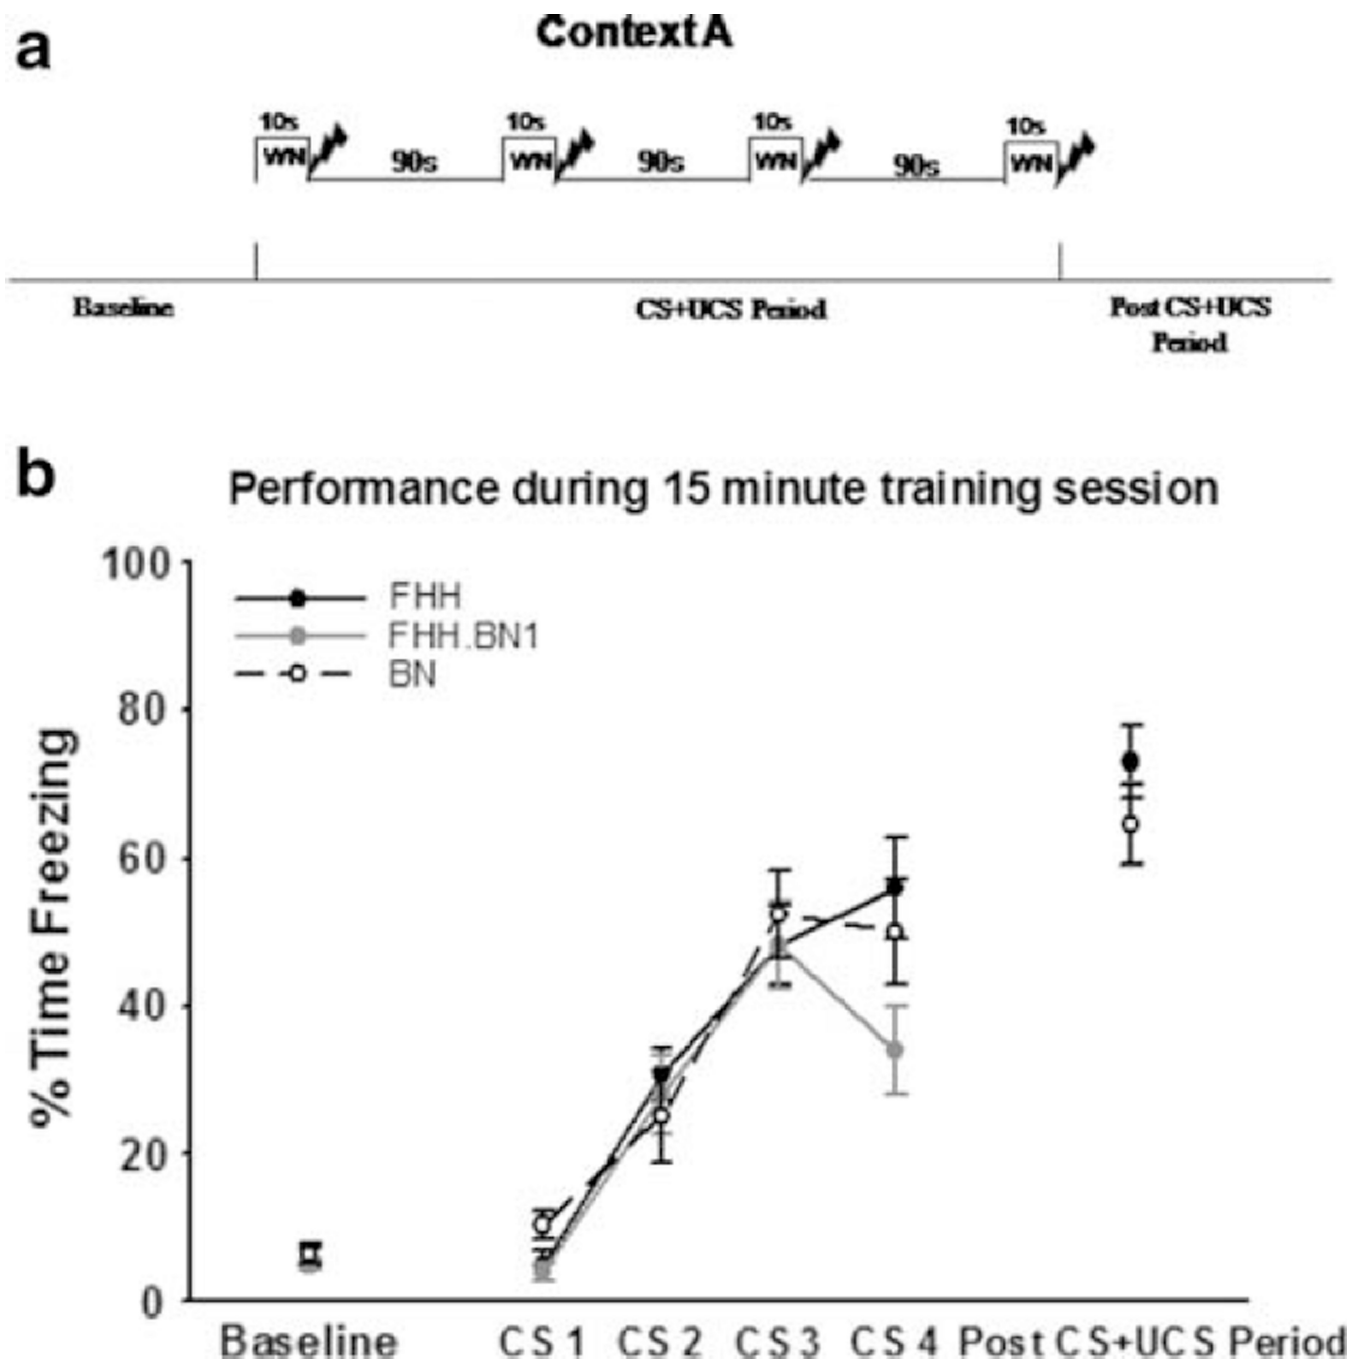 a
Context A
10s 10s 10s 10s
WN 90s WN 90s WN 90s WN
Baseline CS+UCS Period Post CS+UCS
Period
b
Performance during 15 minute training session
100
FHH
FHH.BN1
BN
80
60
40
20
0
% Time Freezing
Baseline CS 1 CS 2 CS 3 CS 4 Post CS+UCS Period